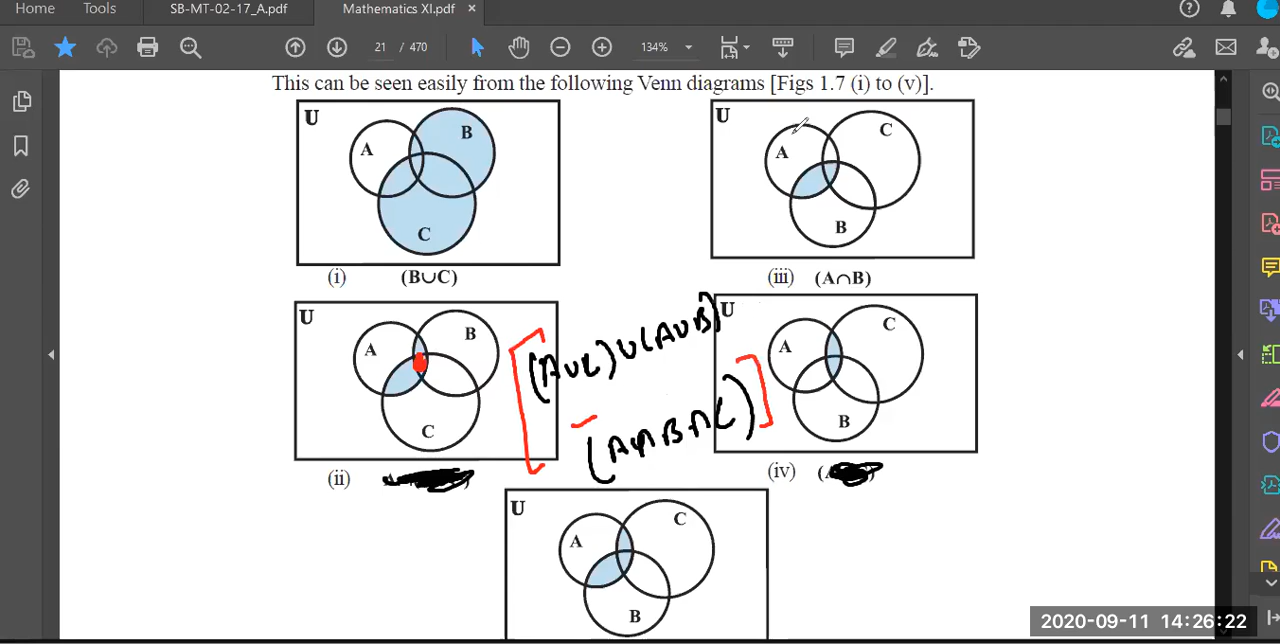 Home Tools SB-MT-02-17_A.pdf Mathematics XI.pdf ×
21 / 470 134%
This can be seen easily from the following Venn diagrams [Figs 1.7 (i) to (v)].
U A B C
(i) (B∪C)
U A C B
(iii) (A∩B)
U A B C
(ii)
(A∪C)∪(A∪B)
(A∩B∩C)
U A C B
(iv) (A
U A C B
2020-09-11 14:26:22